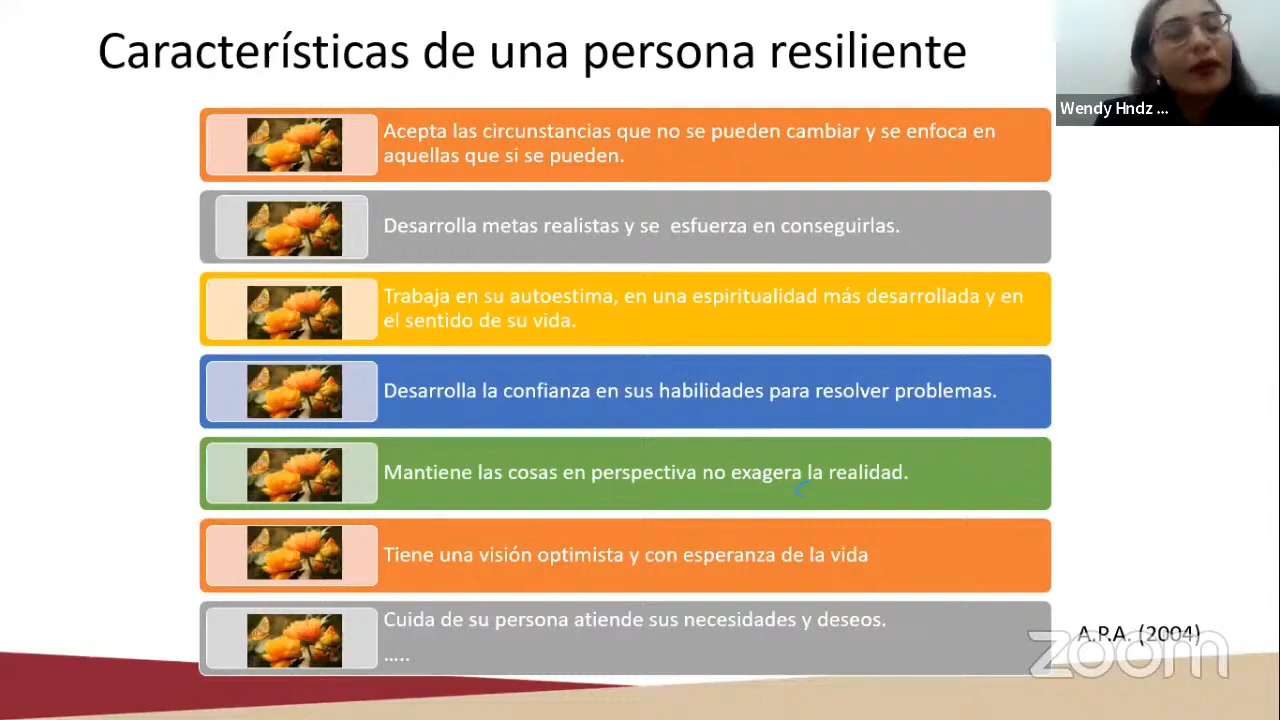 Características de una persona resiliente
Wendy Hndz ...
Acepta las circunstancias que no se pueden cambiar y se enfoca en
aquellas que si se pueden.
Desarrolla metas realistas y se  esfuerza en conseguirlas.
Trabaja en su autoestima, en una espiritualidad más desarrollada y en
el sentido de su vida.
Desarrolla la confianza en sus habilidades para resolver problemas.
Mantiene las cosas en perspectiva no exagera la realidad.
Tiene una visión optimista y con esperanza de la vida
Cuida de su persona atiende sus necesidades y deseos.
.....
A.P.A. (2004)
zoom